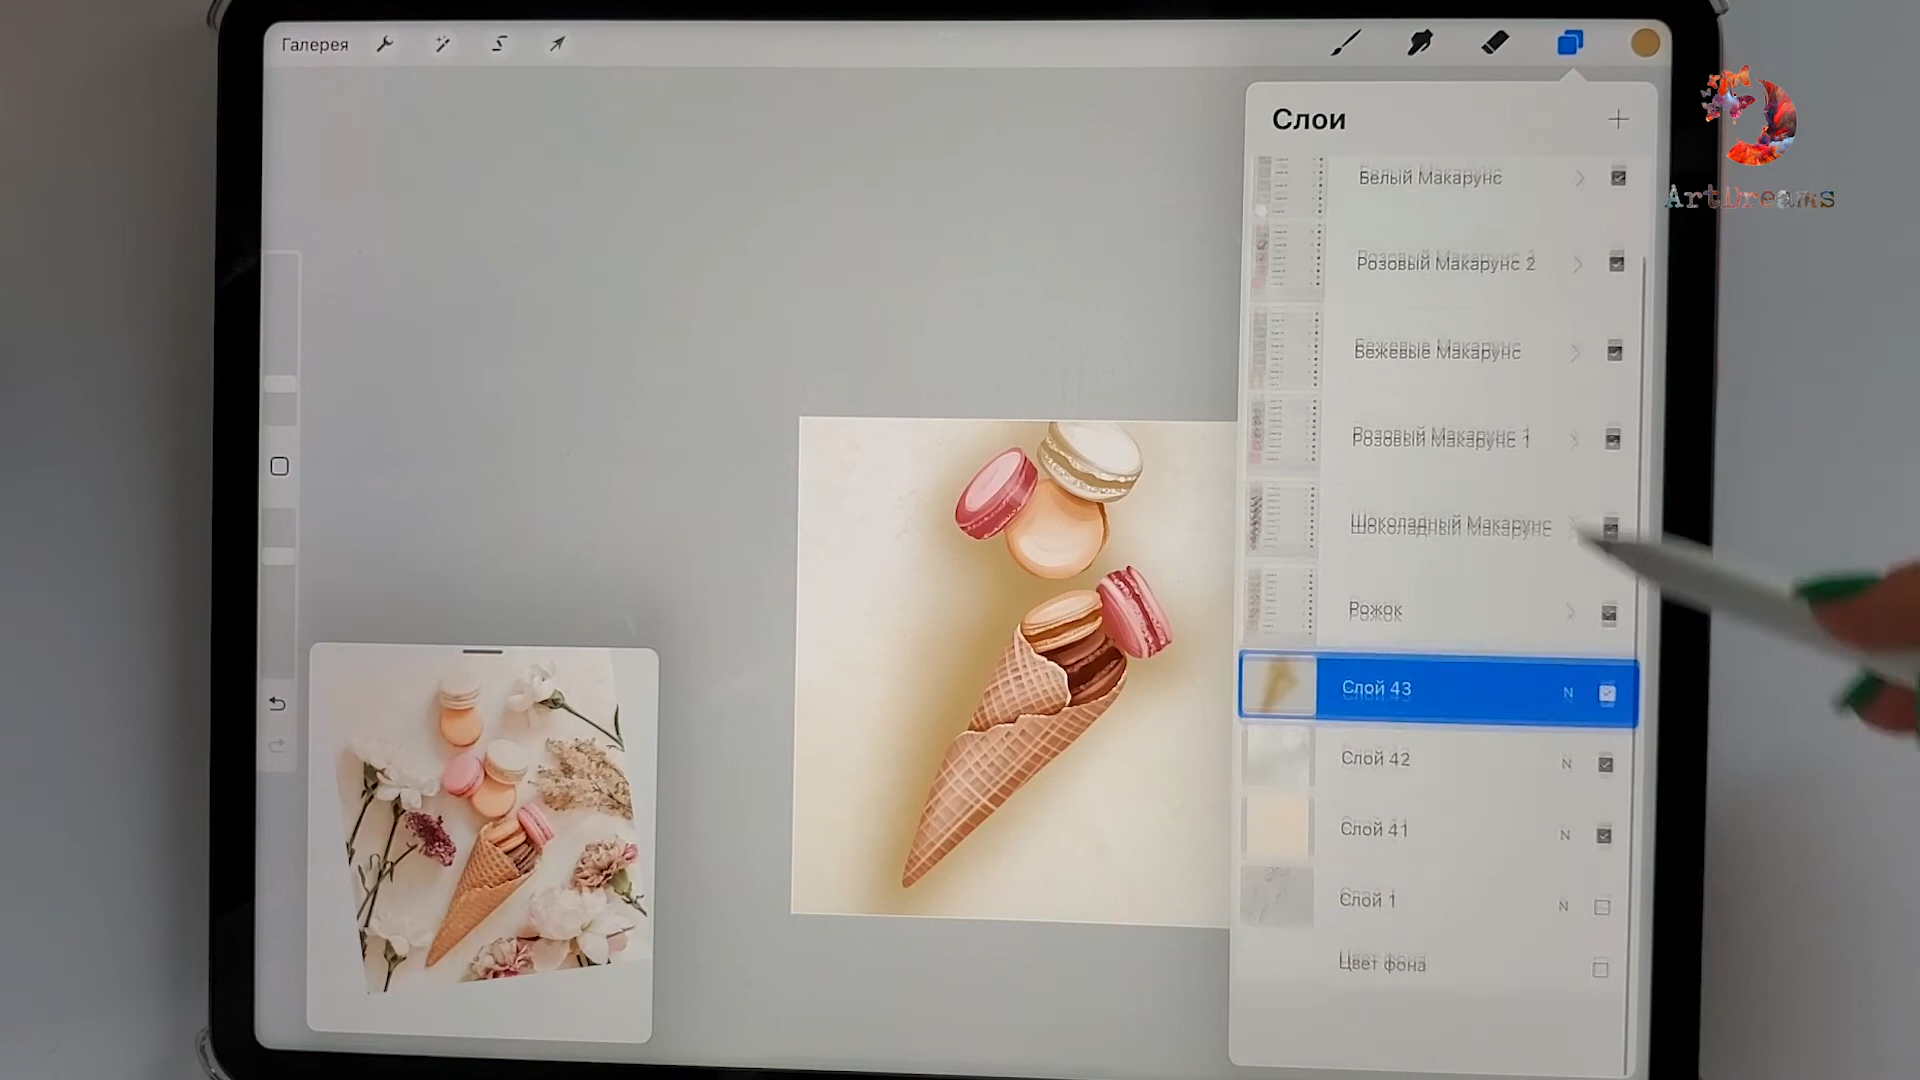 Галерея
Слои
Белый Макарунс
Розовый Макарунс 2
Бежевые Макарунс
Розовый Макарунс 1
Шоколадный Макарунс
Рожок
Слой 43 N
Слой 42 N
Слой 41 N
Слой 1 N
Цвет фона
ArtDreams